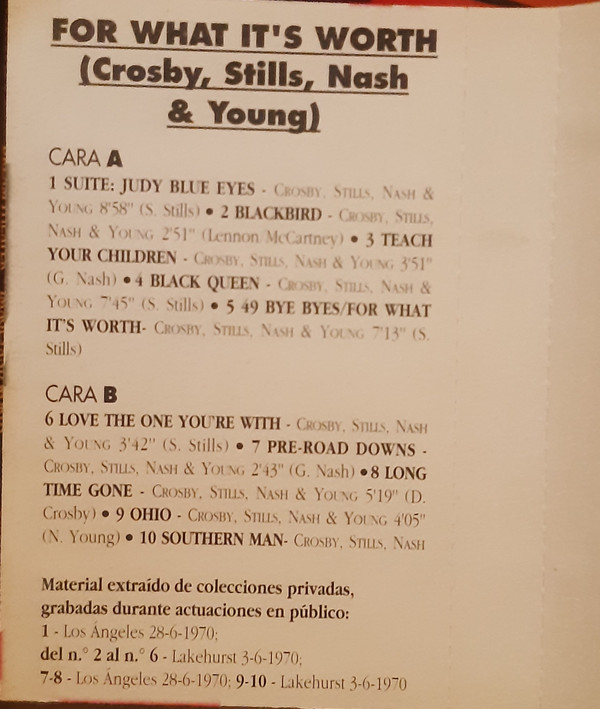 FOR WHAT IT'S WORTH
(Crosby, Stills, Nash
& Young)
CARA A
1 SUITE: JUDY BLUE EYES - CROSBY, STILLS, NASH &
YOUNG 8'58" (S. Stills) • 2 BLACKBIRD - CROSBY, STILLS,
NASH & YOUNG 2'51" (Lennon/McCartney) • 3 TEACH
YOUR CHILDREN - CROSBY, STILLS, NASH & YOUNG 3'51"
(G. Nash) • 4 BLACK QUEEN - CROSBY, STILLS, NASH &
YOUNG 7'45" (S. Stills) • 5 49 BYE BYES/FOR WHAT
IT'S WORTH- CROSBY, STILLS, NASH & YOUNG 7'13" (S.
Stills)
CARA B
6 LOVE THE ONE YOU'RE WITH - CROSBY, STILLS, NASH
& YOUNG 3'42" (S. Stills) • 7 PRE-ROAD DOWNS -
CROSBY, STILLS, NASH & YOUNG 2'43" (G. Nash) • 8 LONG
TIME GONE - CROSBY, STILLS, NASH & YOUNG 5'19" (D.
Crosby) • 9 OHIO - CROSBY, STILLS, NASH & YOUNG 4'05"
(N. Young) • 10 SOUTHERN MAN- CROSBY, STILLS, NASH
Material extraído de colecciones privadas,
grabadas durante actuaciones en público:
1 - Los Ángeles 28-6-1970;
del n.° 2 al n.° 6 - Lakehurst 3-6-1970;
7-8 - Los Ángeles 28-6-1970; 9-10 - Lakehurst 3-6-1970